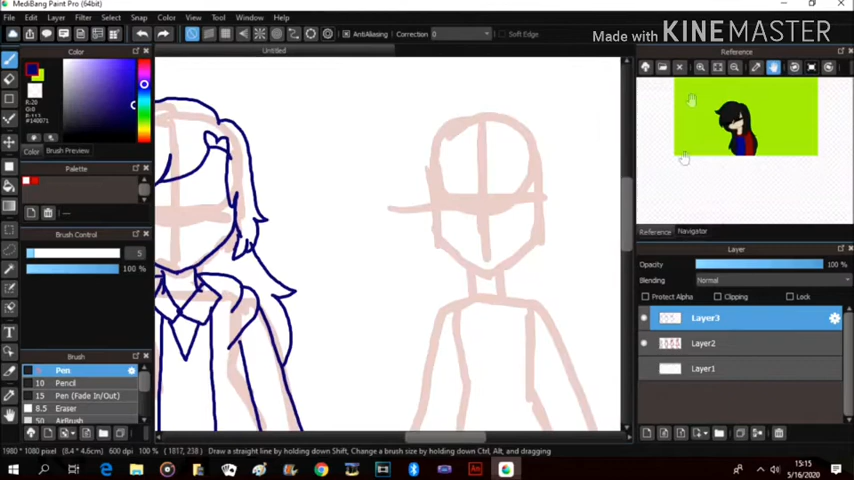 MediBang Paint Pro (64bit)
File Edit Layer Filter Select Snap Color View Tool Window Help
Made with KINEMASTER
AntiAliasing Correction 0 Soft Edge
Untitled
Color
R:20
G:0
#140071
Color Brush Preview
Palette
---
Brush Control
5
100 %
Brush
Pen
10 Pencil
15 Pen (Fade In/Out)
8.5 Eraser
50 AirBrush
Reference
Reference Navigator
Layer
Opacity 100 %
Blending Normal
Protect Alpha Clipping Lock
Layer3
Layer2
Layer1
(8.4 * 4.6cm) 600 dpi 100 % ( 1817, 238 ) Draw a straight line by holding down Shift, Change a brush size by holding down Ctrl, Alt, and dragging
15:15
5/16/2020